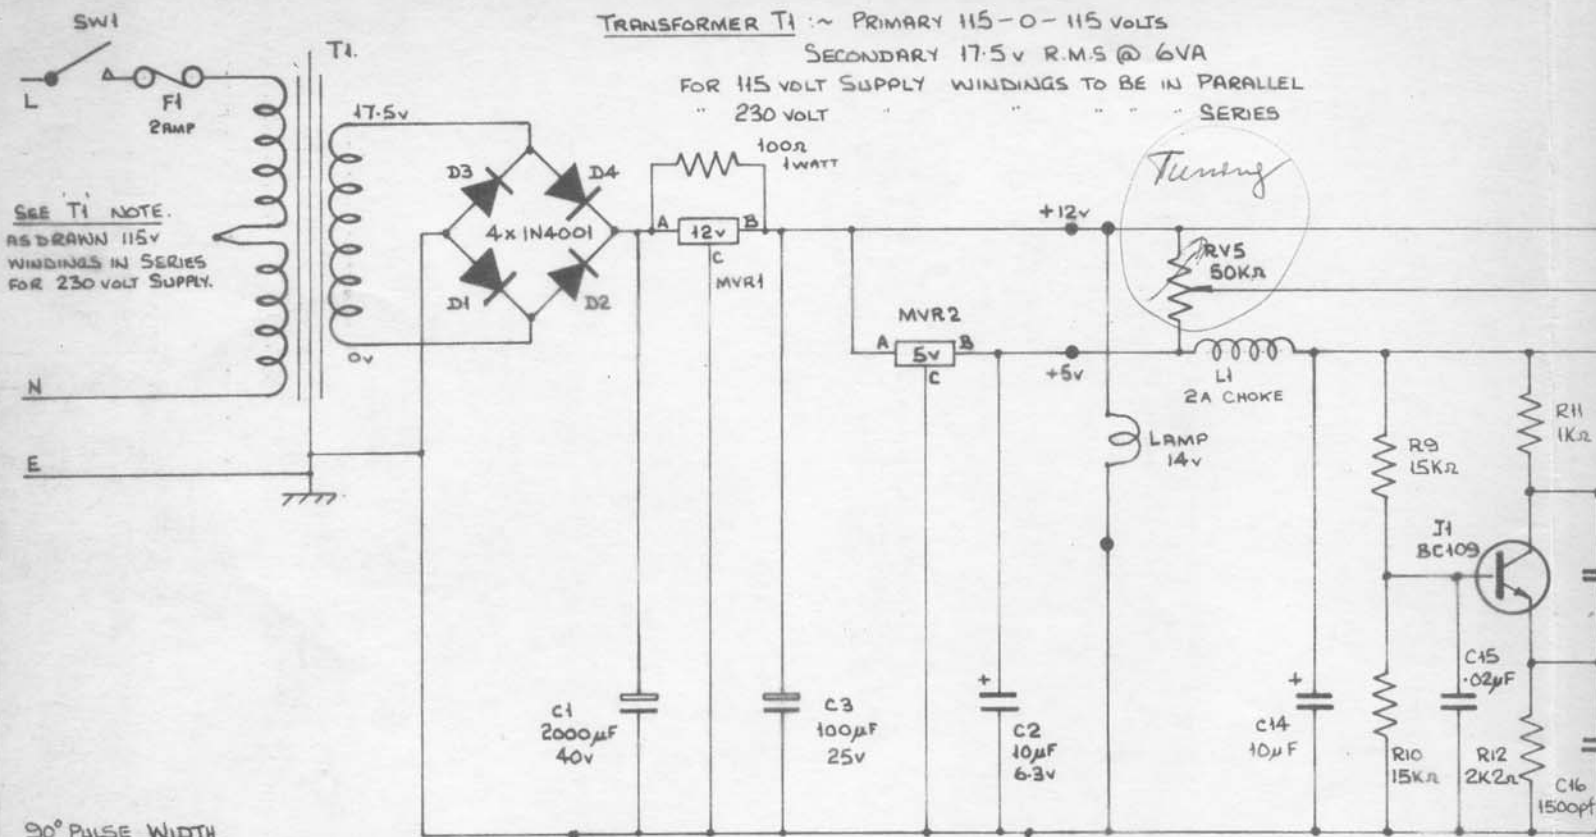 SW1
TRANSFORMER T1 :~ PRIMARY 115-0-115 VOLTS
SECONDARY 17.5 V R.M.S @ 6VA
FOR 115 VOLT SUPPLY WINDINGS TO BE IN PARALLEL
" 230 VOLT " " " " " SERIES
T1.
L
F1
2AMP
17.5v
100Ω
1WATT
Tuning
D3
D4
SEE 'T1' NOTE.
AS DRAWN 115v
WINDINGS IN SERIES
FOR 230 VOLT SUPPLY.
4 x IN4001
A
12v
B
C
MVR1
+12v
RV5
50KΩ
D1
D2
MVR2
A
5v
B
C
+5v
0v
L1
2A CHOKE
N
LAMP
14v
R9
15KΩ
R11
1KΩ
E
J1
BC109
C1
2000µF
40v
C3
100µF
25v
+
C2
10µF
6.3v
+
C14
10µF
C15
.02µF
R10
15KΩ
R12
2K2Ω
C16
1500pf
90° PULSE WIDTH